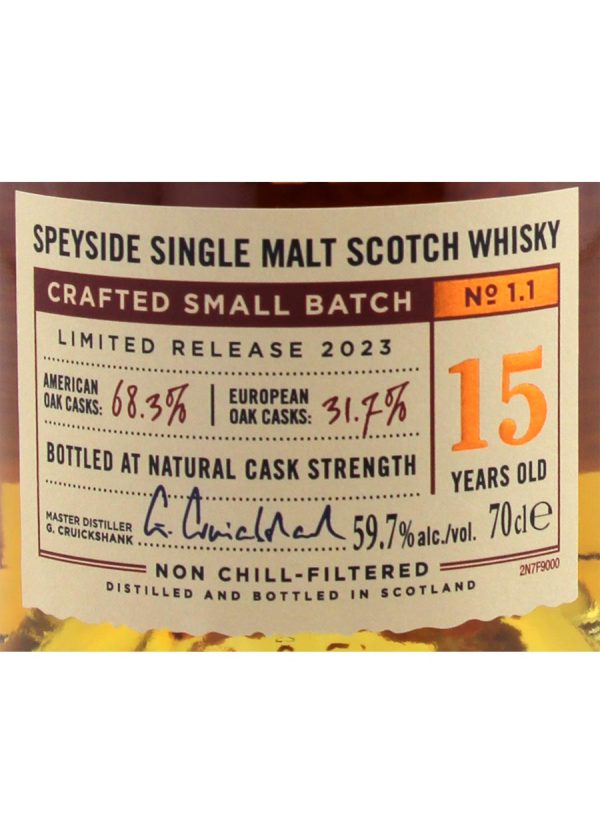 SPEYSIDE SINGLE MALT SCOTCH WHISKY
CRAFTED SMALL BATCH
Nº 1.1
LIMITED RELEASE 2023
AMERICAN
OAK CASKS: 68.3%
EUROPEAN
OAK CASKS: 31.7%
15
YEARS OLD
BOTTLED AT NATURAL CASK STRENGTH
MASTER DISTILLER
G. CRUICKSHANK
G. Cruickshank
59.7% alc./vol. 70cl℮
NON CHILL-FILTERED
2N7F9000
DISTILLED AND BOTTLED IN SCOTLAND